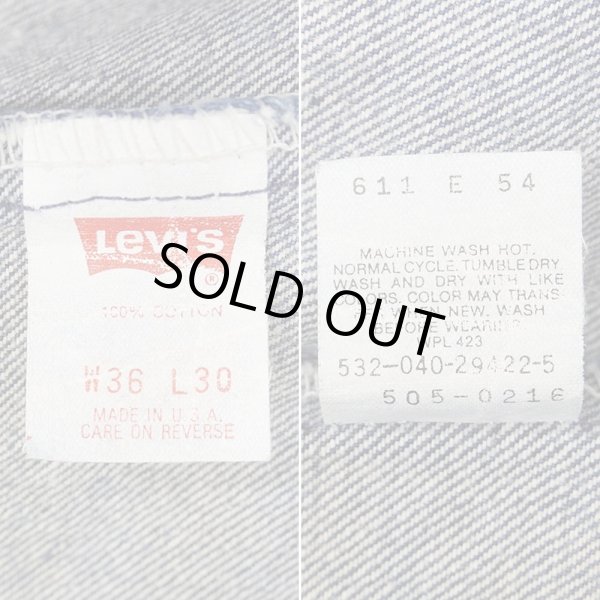 Levi's
®
100% COTTON
W36 L30
MADE IN U.S.A.
CARE ON REVERSE
SOLD OUT
611 E 54
MACHINE WASH HOT,
NORMAL CYCLE. TUMBLE DRY
WASH AND DRY WITH LIKE
COLORS. COLOR MAY TRANS
NEW. WASH
BEFORE WEARING
WPL 423
532-040-29422-5
505-0216